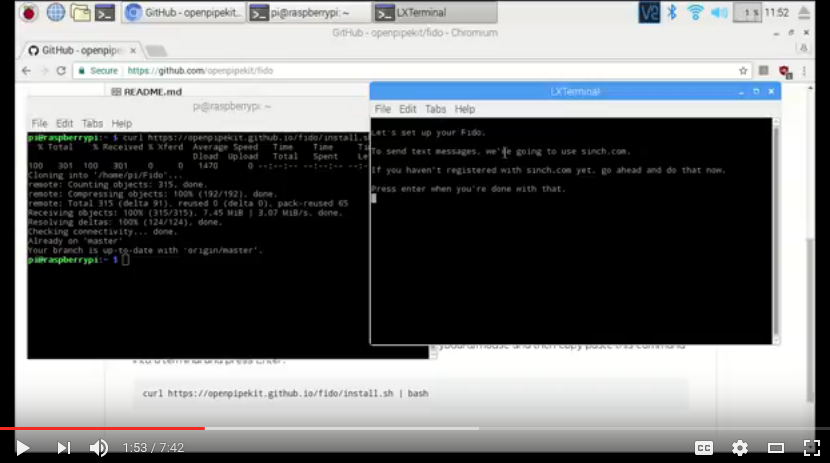 GitHub - openpipekit... pi@raspberrypi: ~ LXTerminal V2 1 % 11:52
GitHub - openpipekit/fido - Chromium
GitHub - openpipe
Secure https://github.com/openpipekit/fido
README.md
pi@raspberrypi: ~
File Edit Tabs Help
pi@raspberrypi:~ $ curl https://openpipekit.github.io/fido/install.s
% Total % Received % Xferd Average Speed Time Time Ti
Dload Upload Total Spent Le
100 301 100 301 0 0 1470 0 --:--:-- --:--:-- --:
Cloning into '/home/pi/Fido'...
remote: Counting objects: 315, done.
remote: Compressing objects: 100% (192/192), done.
remote: Total 315 (delta 91), reused 0 (delta 0), pack-reused 65
Receiving objects: 100% (315/315), 7.45 MiB | 3.07 MiB/s, done.
Resolving deltas: 100% (124/124), done.
Checking connectivity... done.
Already on 'master'
Your branch is up-to-date with 'origin/master'.
pi@raspberrypi:~ $
LXTerminal
File Edit Tabs Help
Let's set up your Fido.
To send text messages, we're going to use sinch.com.
If you haven't registered with sinch.com yet, go ahead and do that now.
Press enter when you're done with that.
into a terminal and press Enter.
curl https://openpipekit.github.io/fido/install.sh | bash
1:53 / 7:42
CC